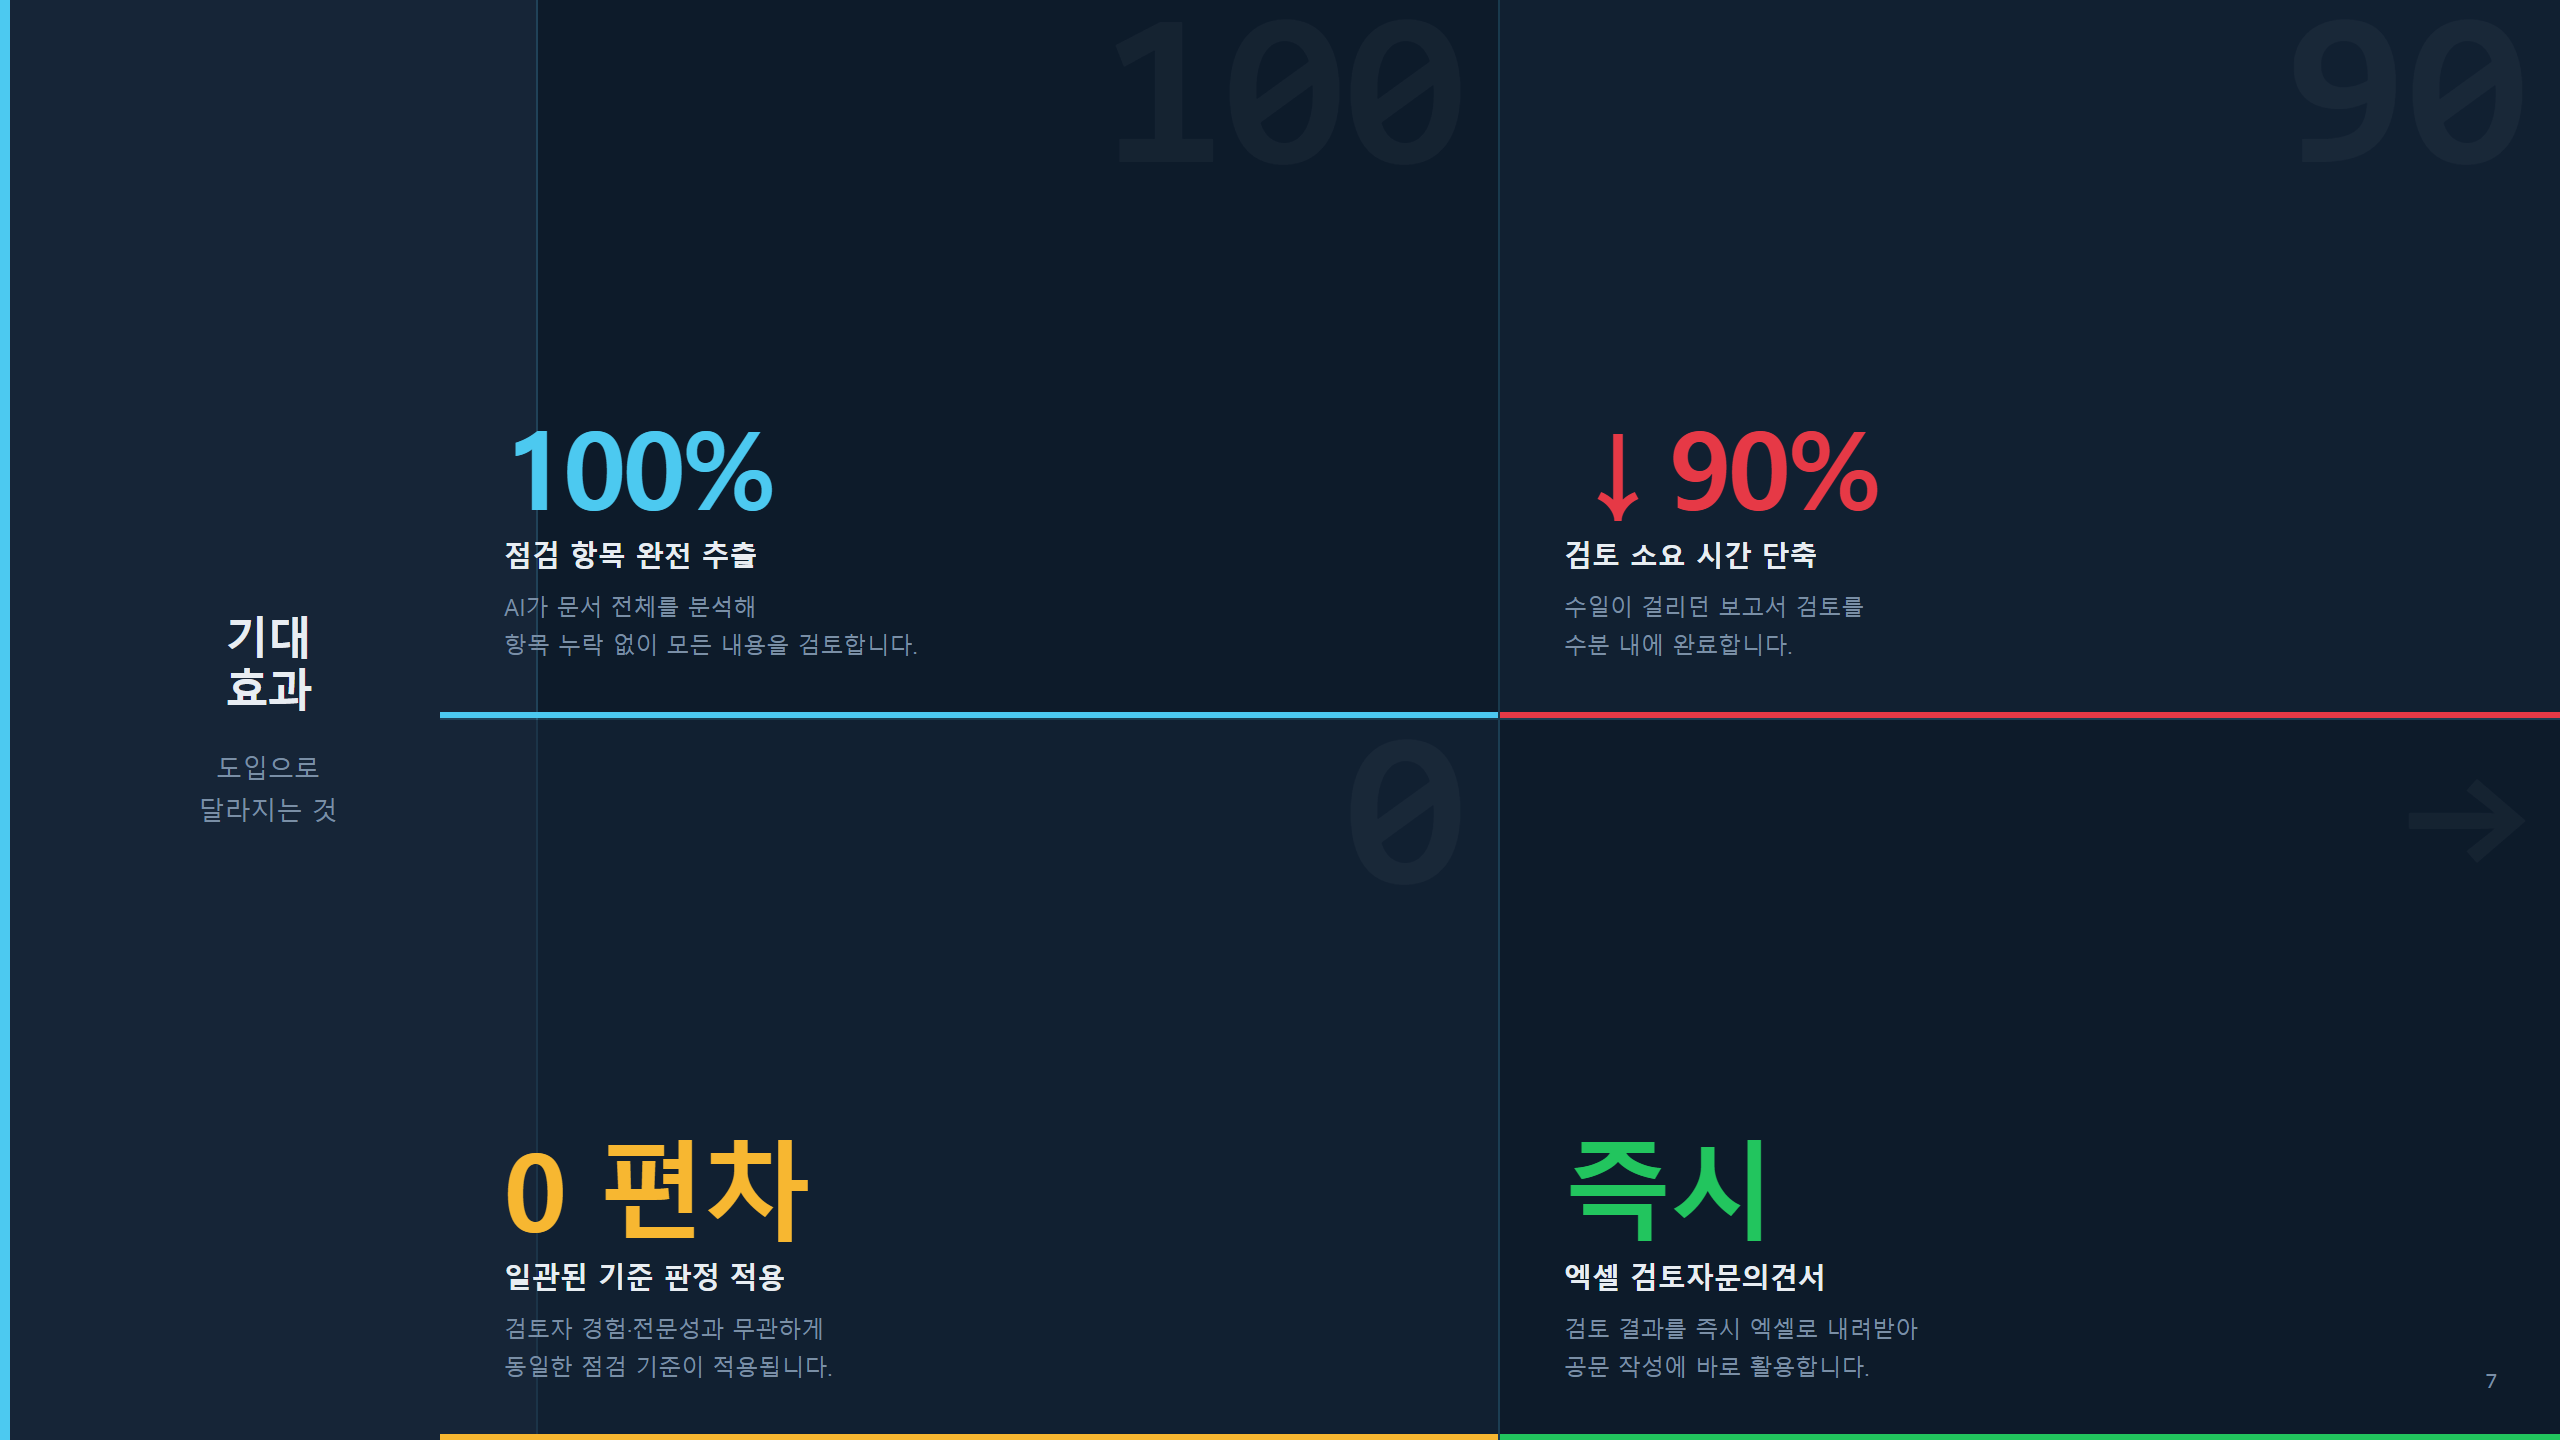 기대
효과
도입으로
달라지는 것
100
100%
점검 항목 완전 추출
AI가 문서 전체를 분석해
항목 누락 없이 모든 내용을 검토합니다.
90
↓90%
검토 소요 시간 단축
수일이 걸리던 보고서 검토를
수분 내에 완료합니다.
0
0 편차
일관된 기준 판정 적용
검토자 경험·전문성과 무관하게
동일한 점검 기준이 적용됩니다.
→
즉시
엑셀 검토자문의견서
검토 결과를 즉시 엑셀로 내려받아
공문 작성에 바로 활용합니다.
7